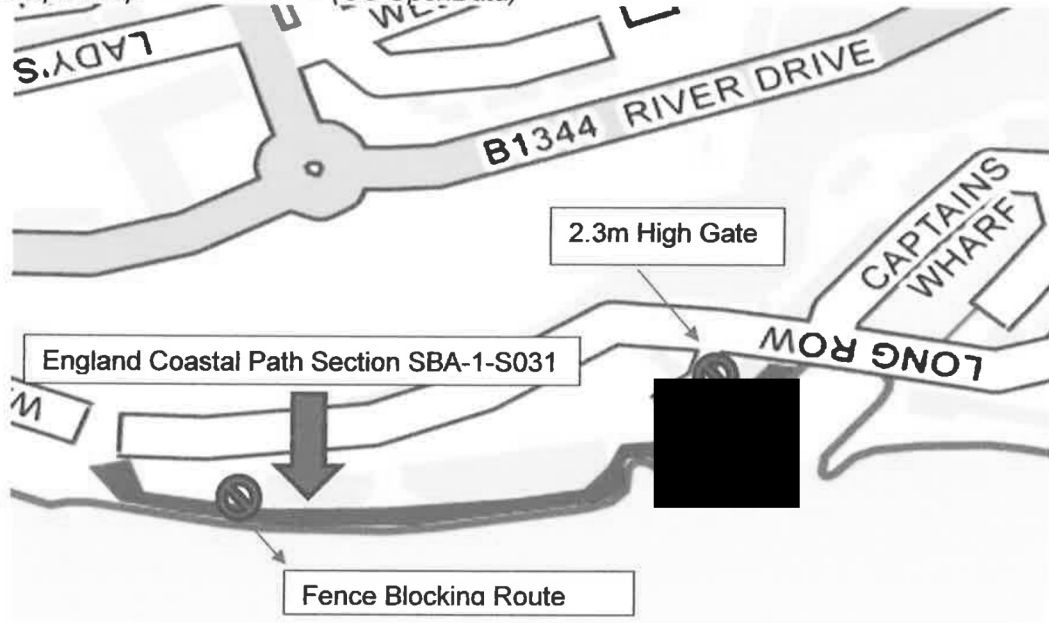 LADY'S
B1344 RIVER DRIVE
2.3m High Gate
CAPTAINS
WHARF
LONG ROW
England Coastal Path Section SBA-1-S031
W
Fence Blocking Route